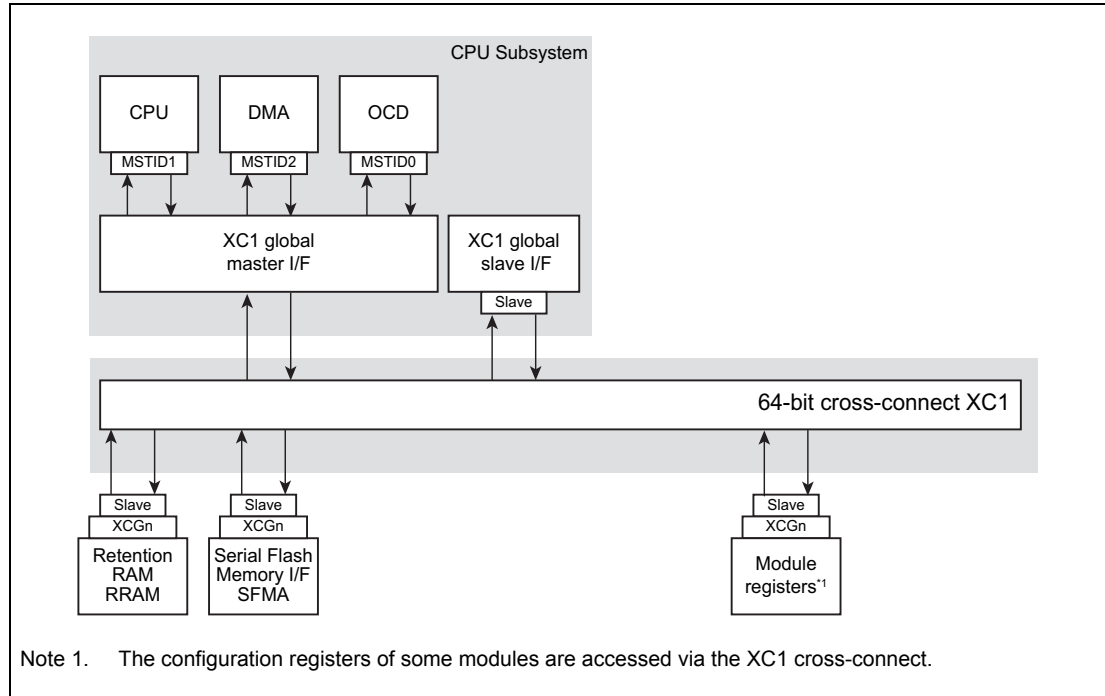 CPU Subsystem
CPU
DMA
OCD
MSTID1
MSTID2
MSTID0
XC1 global
master I/F
XC1 global
slave I/F
Slave
64-bit cross-connect XC1
Slave
XCGn
Retention
RAM
RRAM
Slave
XCGn
Serial Flash
Memory I/F
SFMA
Slave
XCGn
Module
registers*1
Note 1. The configuration registers of some modules are accessed via the XC1 cross-connect.